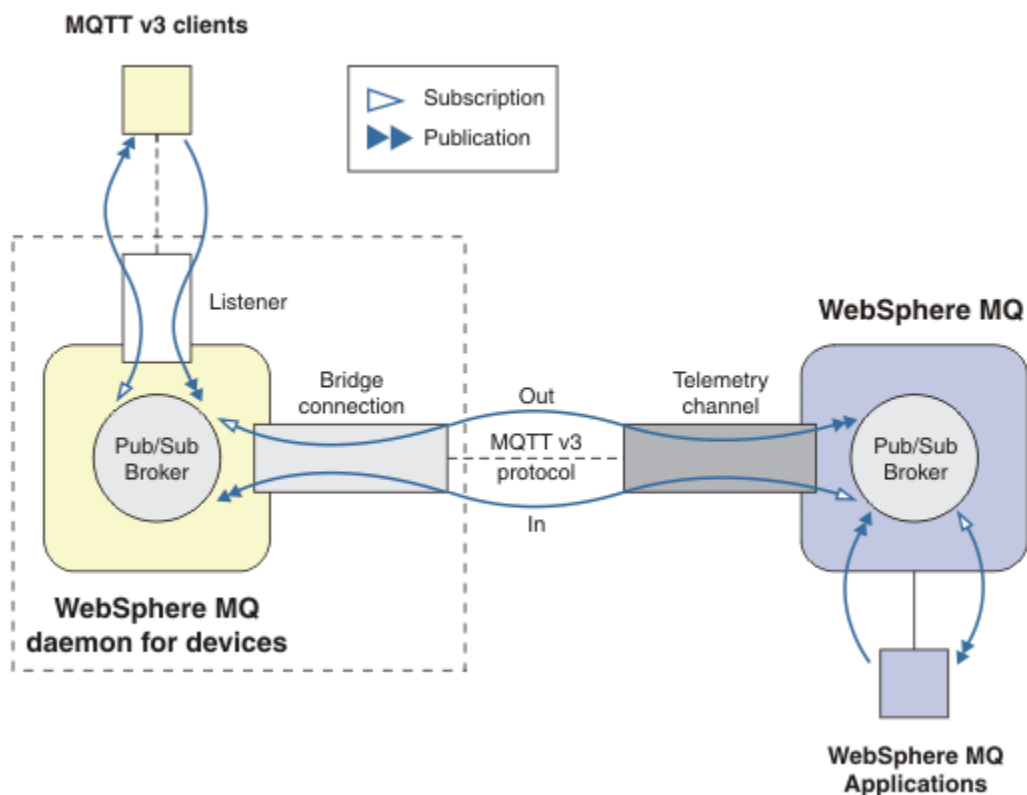 MQTT v3 clients
Subscription
Publication
Listener
WebSphere MQ
Bridge
connection
Out
Telemetry
channel
Pub/Sub
Broker
MQTT v3
protocol
Pub/Sub
Broker
In
WebSphere MQ
daemon for devices
WebSphere MQ
Applications